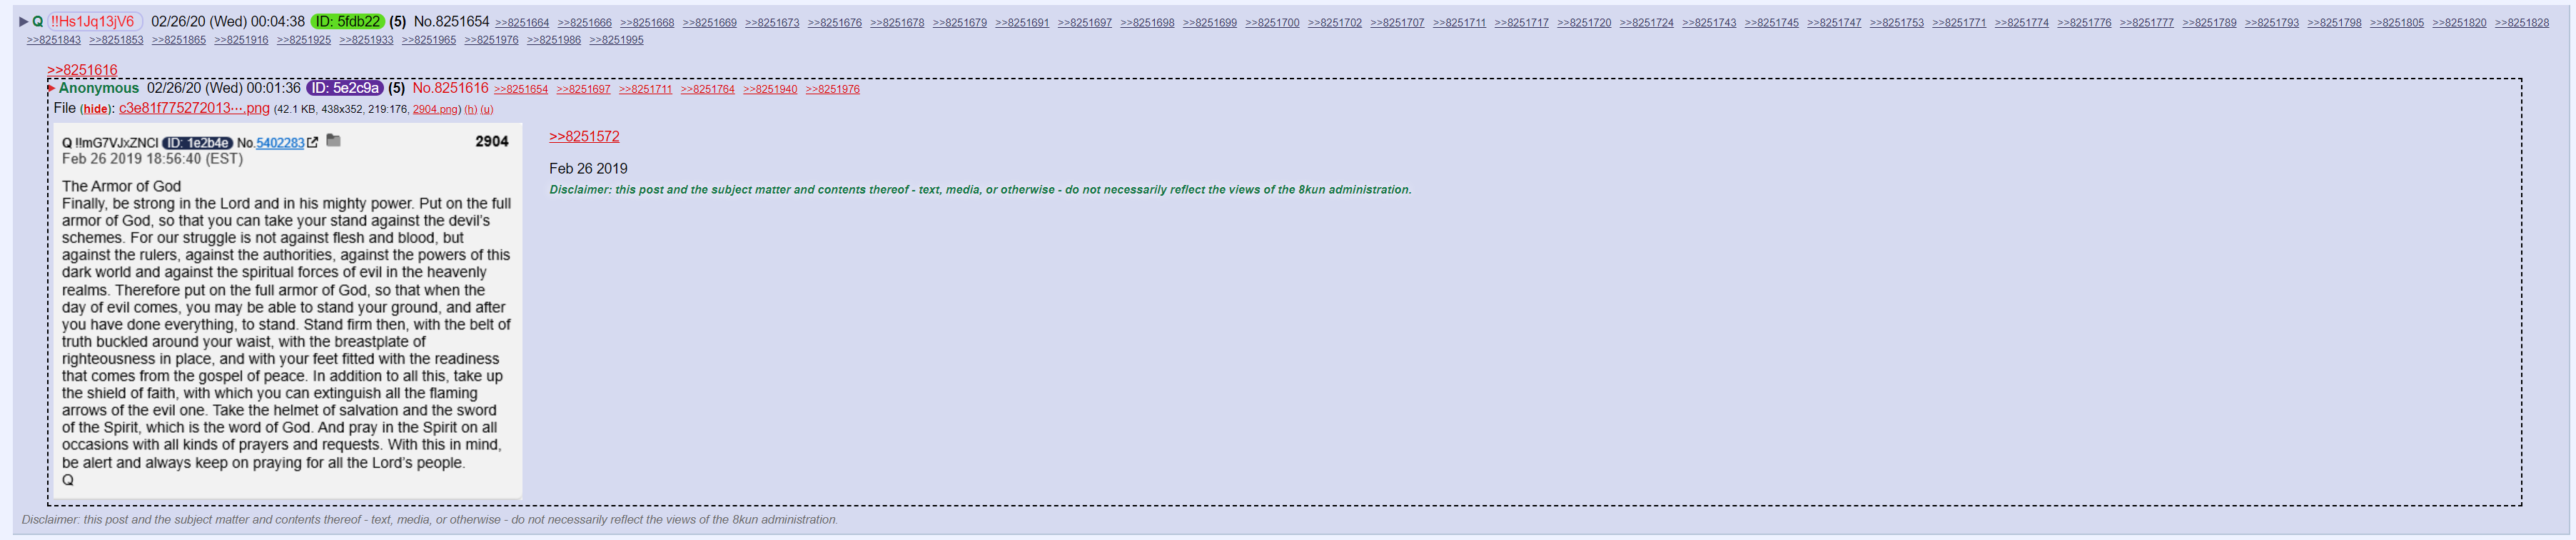 ▶ Q !!Hs1Jq13jV6 02/26/20 (Wed) 00:04:38 ID: 5fdb22 (5) No.8251654 >>8251664 >>8251666 >>8251668 >>8251669 >>8251673 >>8251676 >>8251678 >>8251679 >>8251691 >>8251697 >>8251698 >>8251699 >>8251700 >>8251702 >>8251707 >>8251711 >>8251717 >>8251720 >>8251724 >>8251743 >>8251745 >>8251747 >>8251753 >>8251771 >>8251774 >>8251776 >>8251777 >>8251789 >>8251793 >>8251798 >>8251805 >>8251820 >>8251828
>>8251843 >>8251853 >>8251865 >>8251916 >>8251925 >>8251933 >>8251965 >>8251976 >>8251986 >>8251995
>>8251616
▶ Anonymous 02/26/20 (Wed) 00:01:36 ID: 5e2c9a (5) No.8251616 >>8251654 >>8251697 >>8251711 >>8251764 >>8251940 >>8251976
File (hide): c3e81f775272013⋯.png (42.1 KB, 438x352, 219:176, 2904.png) (h) (u)
Q !!mG7VJxZNCI ID: 1e2b4e No.5402283 2904
Feb 26 2019 18:56:40 (EST)
The Armor of God
Finally, be strong in the Lord and in his mighty power. Put on the full
armor of God, so that you can take your stand against the devil's
schemes. For our struggle is not against flesh and blood, but
against the rulers, against the authorities, against the powers of this
dark world and against the spiritual forces of evil in the heavenly
realms. Therefore put on the full armor of God, so that when the
day of evil comes, you may be able to stand your ground, and after
you have done everything, to stand. Stand firm then, with the belt of
truth buckled around your waist, with the breastplate of
righteousness in place, and with your feet fitted with the readiness
that comes from the gospel of peace. In addition to all this, take up
the shield of faith, with which you can extinguish all the flaming
arrows of the evil one. Take the helmet of salvation and the sword
of the Spirit, which is the word of God. And pray in the Spirit on all
occasions with all kinds of prayers and requests. With this in mind,
be alert and always keep on praying for all the Lord's people.
Q
>>8251572
Feb 26 2019
Disclaimer: this post and the subject matter and contents thereof - text, media, or otherwise - do not necessarily reflect the views of the 8kun administration.
Disclaimer: this post and the subject matter and contents thereof - text, media, or otherwise - do not necessarily reflect the views of the 8kun administration.